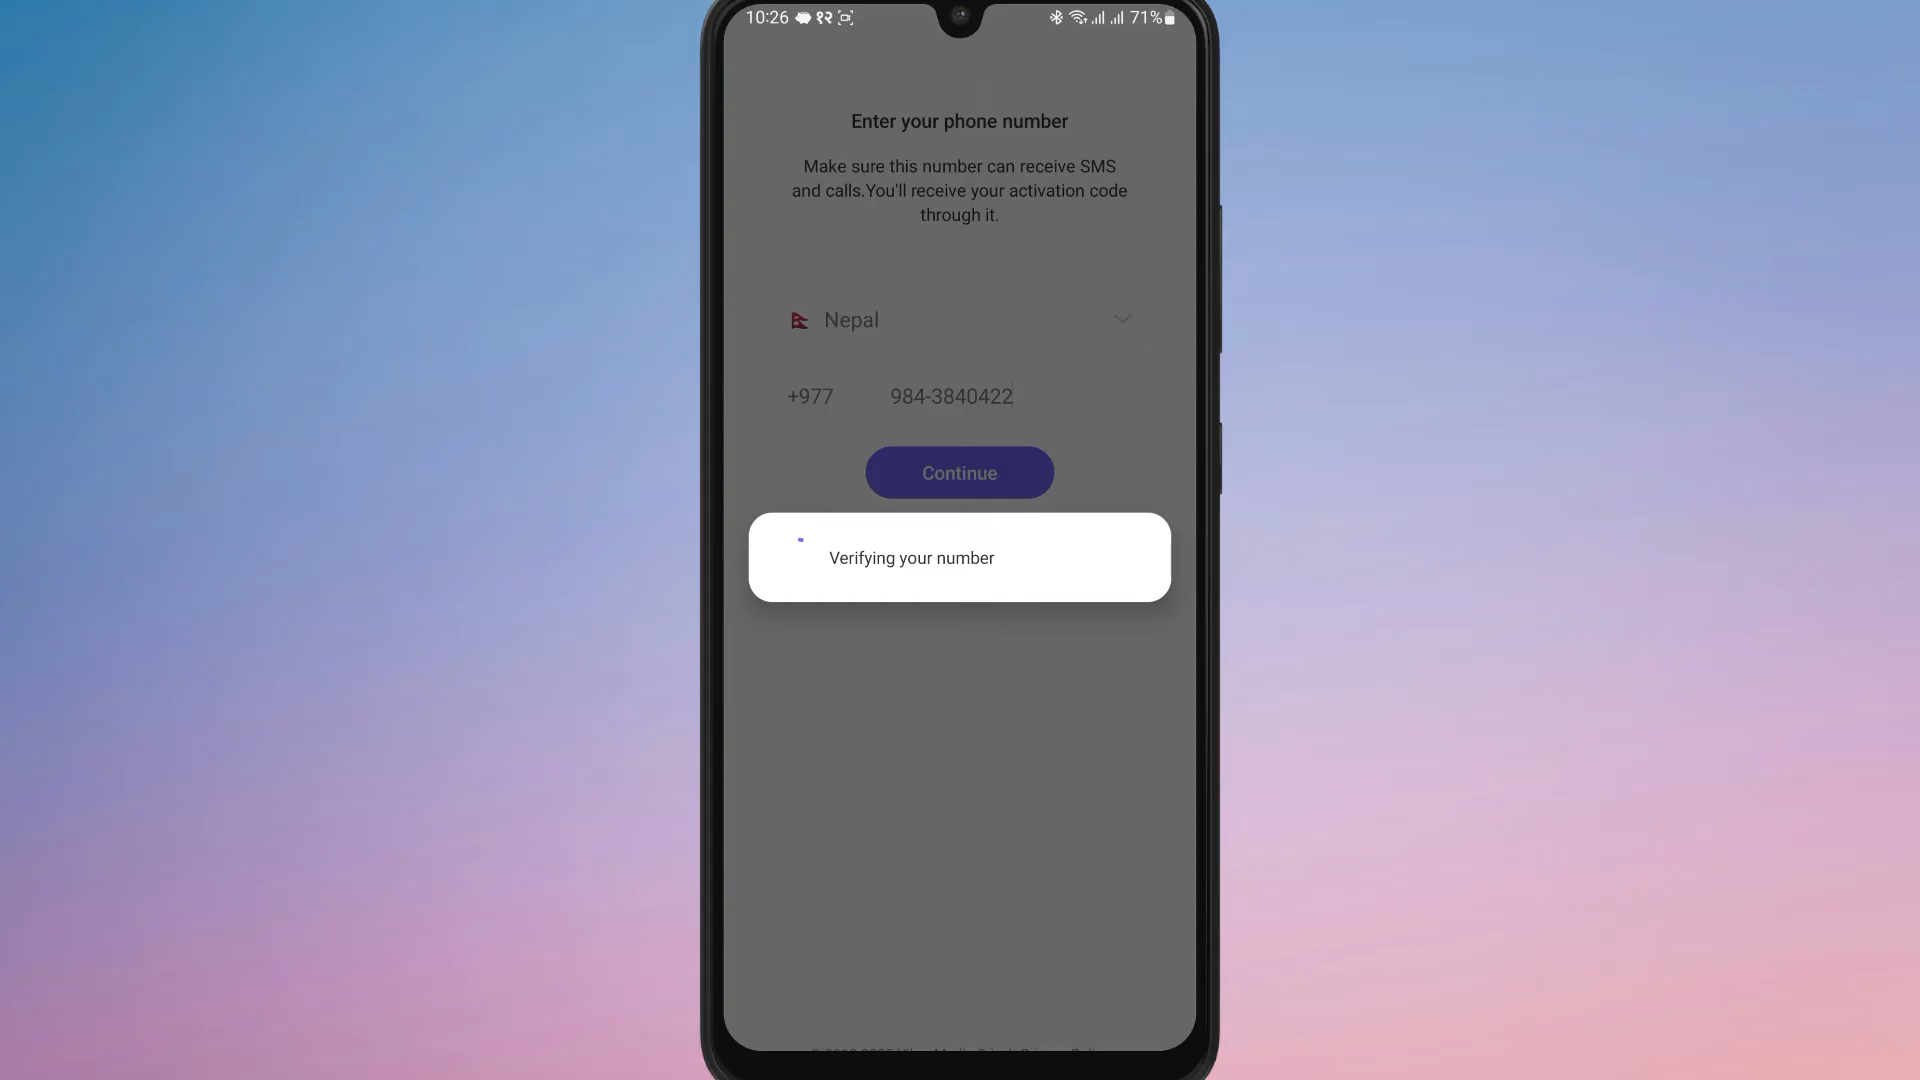 10:26 १२ 71%
Enter your phone number
Make sure this number can receive SMS
and calls.You'll receive your activation code
through it.
Nepal
+977 984-3840422
Continue
Verifying your number